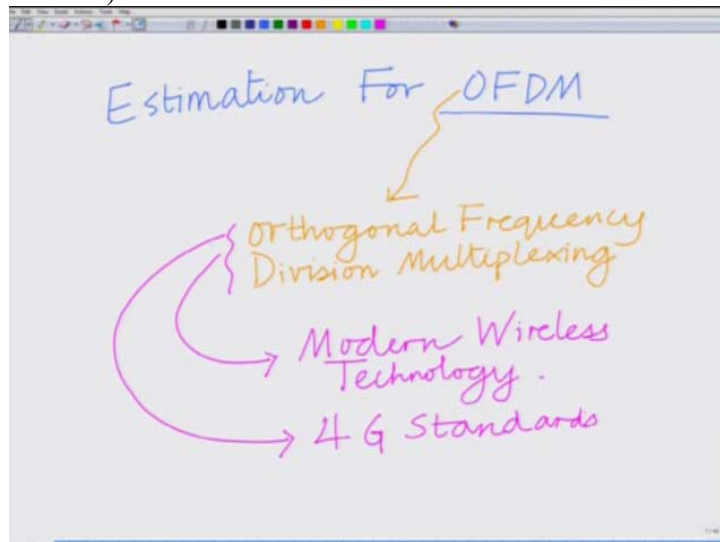 Estimation For OFDM
Orthogonal Frequency
Division Multiplexing
Modern Wireless
Technology.
4G Standards